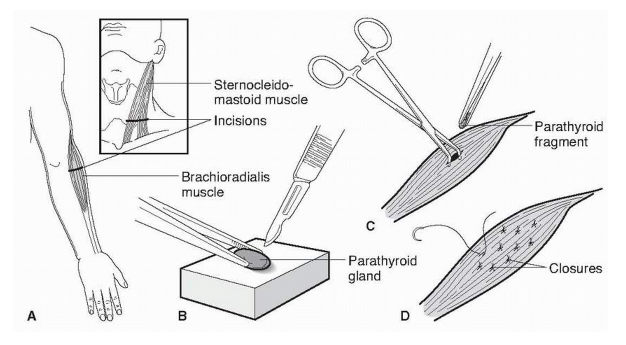 Sternocleido-
mastoid muscle
Incisions
Brachioradialis
muscle
A
Parathyroid
gland
B
Parathyroid
fragment
C
Closures
D